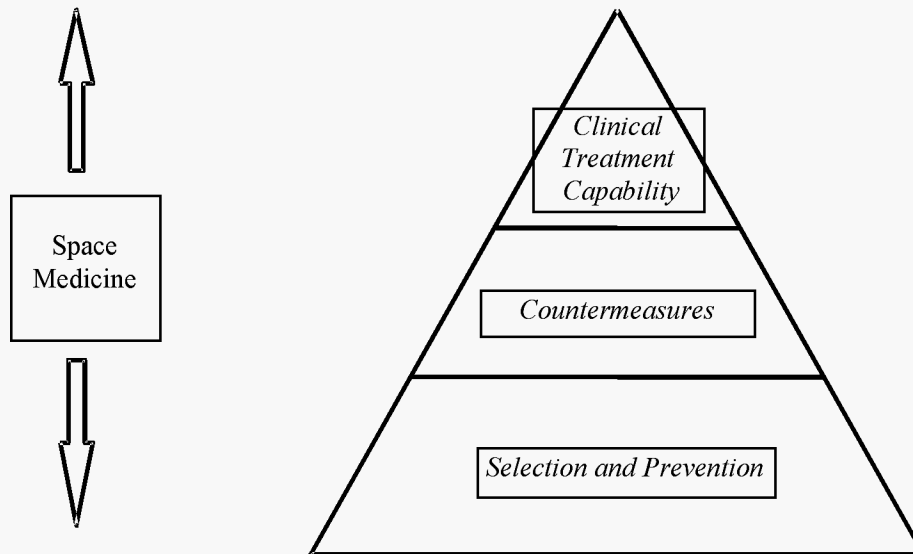 Space
Medicine
Clinical
Treatment
Capability
Countermeasures
Selection and Prevention